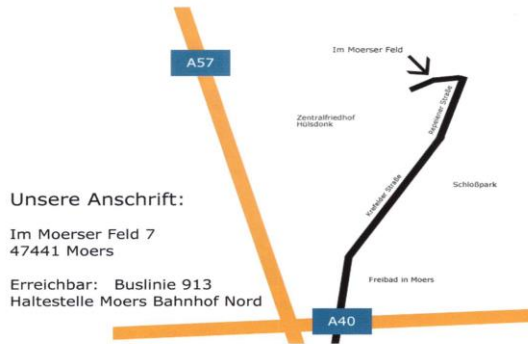 A57
Im Moerser Feld
Repelener Straße
Zentralfriedhof
Hülsdonk
Krefelder Straße
Schloßpark
Unsere Anschrift:
Im Moerser Feld 7
47441 Moers
Erreichbar: Buslinie 913
Haltestelle Moers Bahnhof Nord
Freibad in Moers
A40